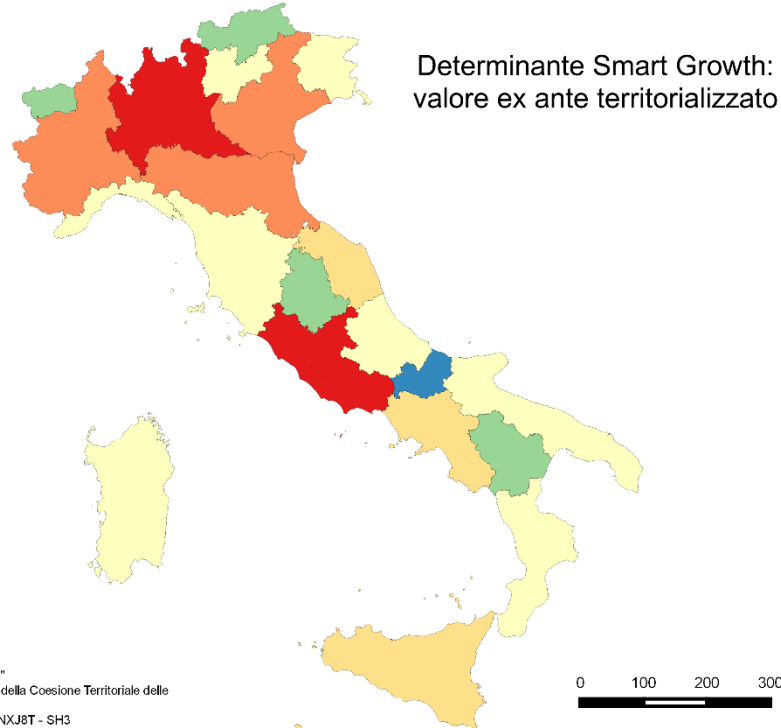 Determinante Smart Growth:
valore ex ante territorializzato
"
della Coesione Territoriale delle
NXJ8T - SH3
0 100 200 300